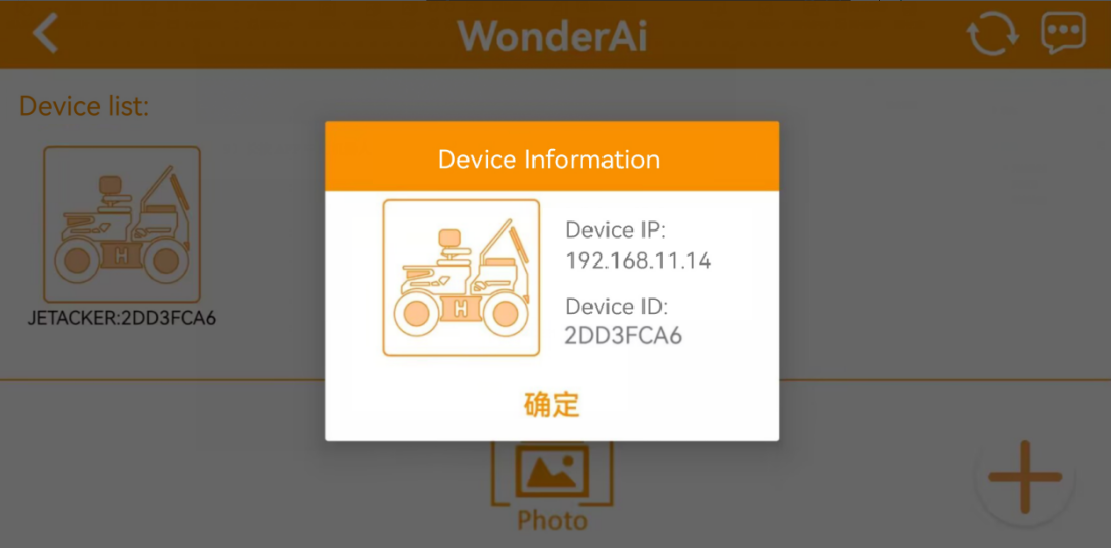 WonderAi
Device list:
Device Information
Device IP:
192.168.11.14
Device ID:
2DD3FCA6
H
H
JETACKER:2DD3FCA6
确定
Photo